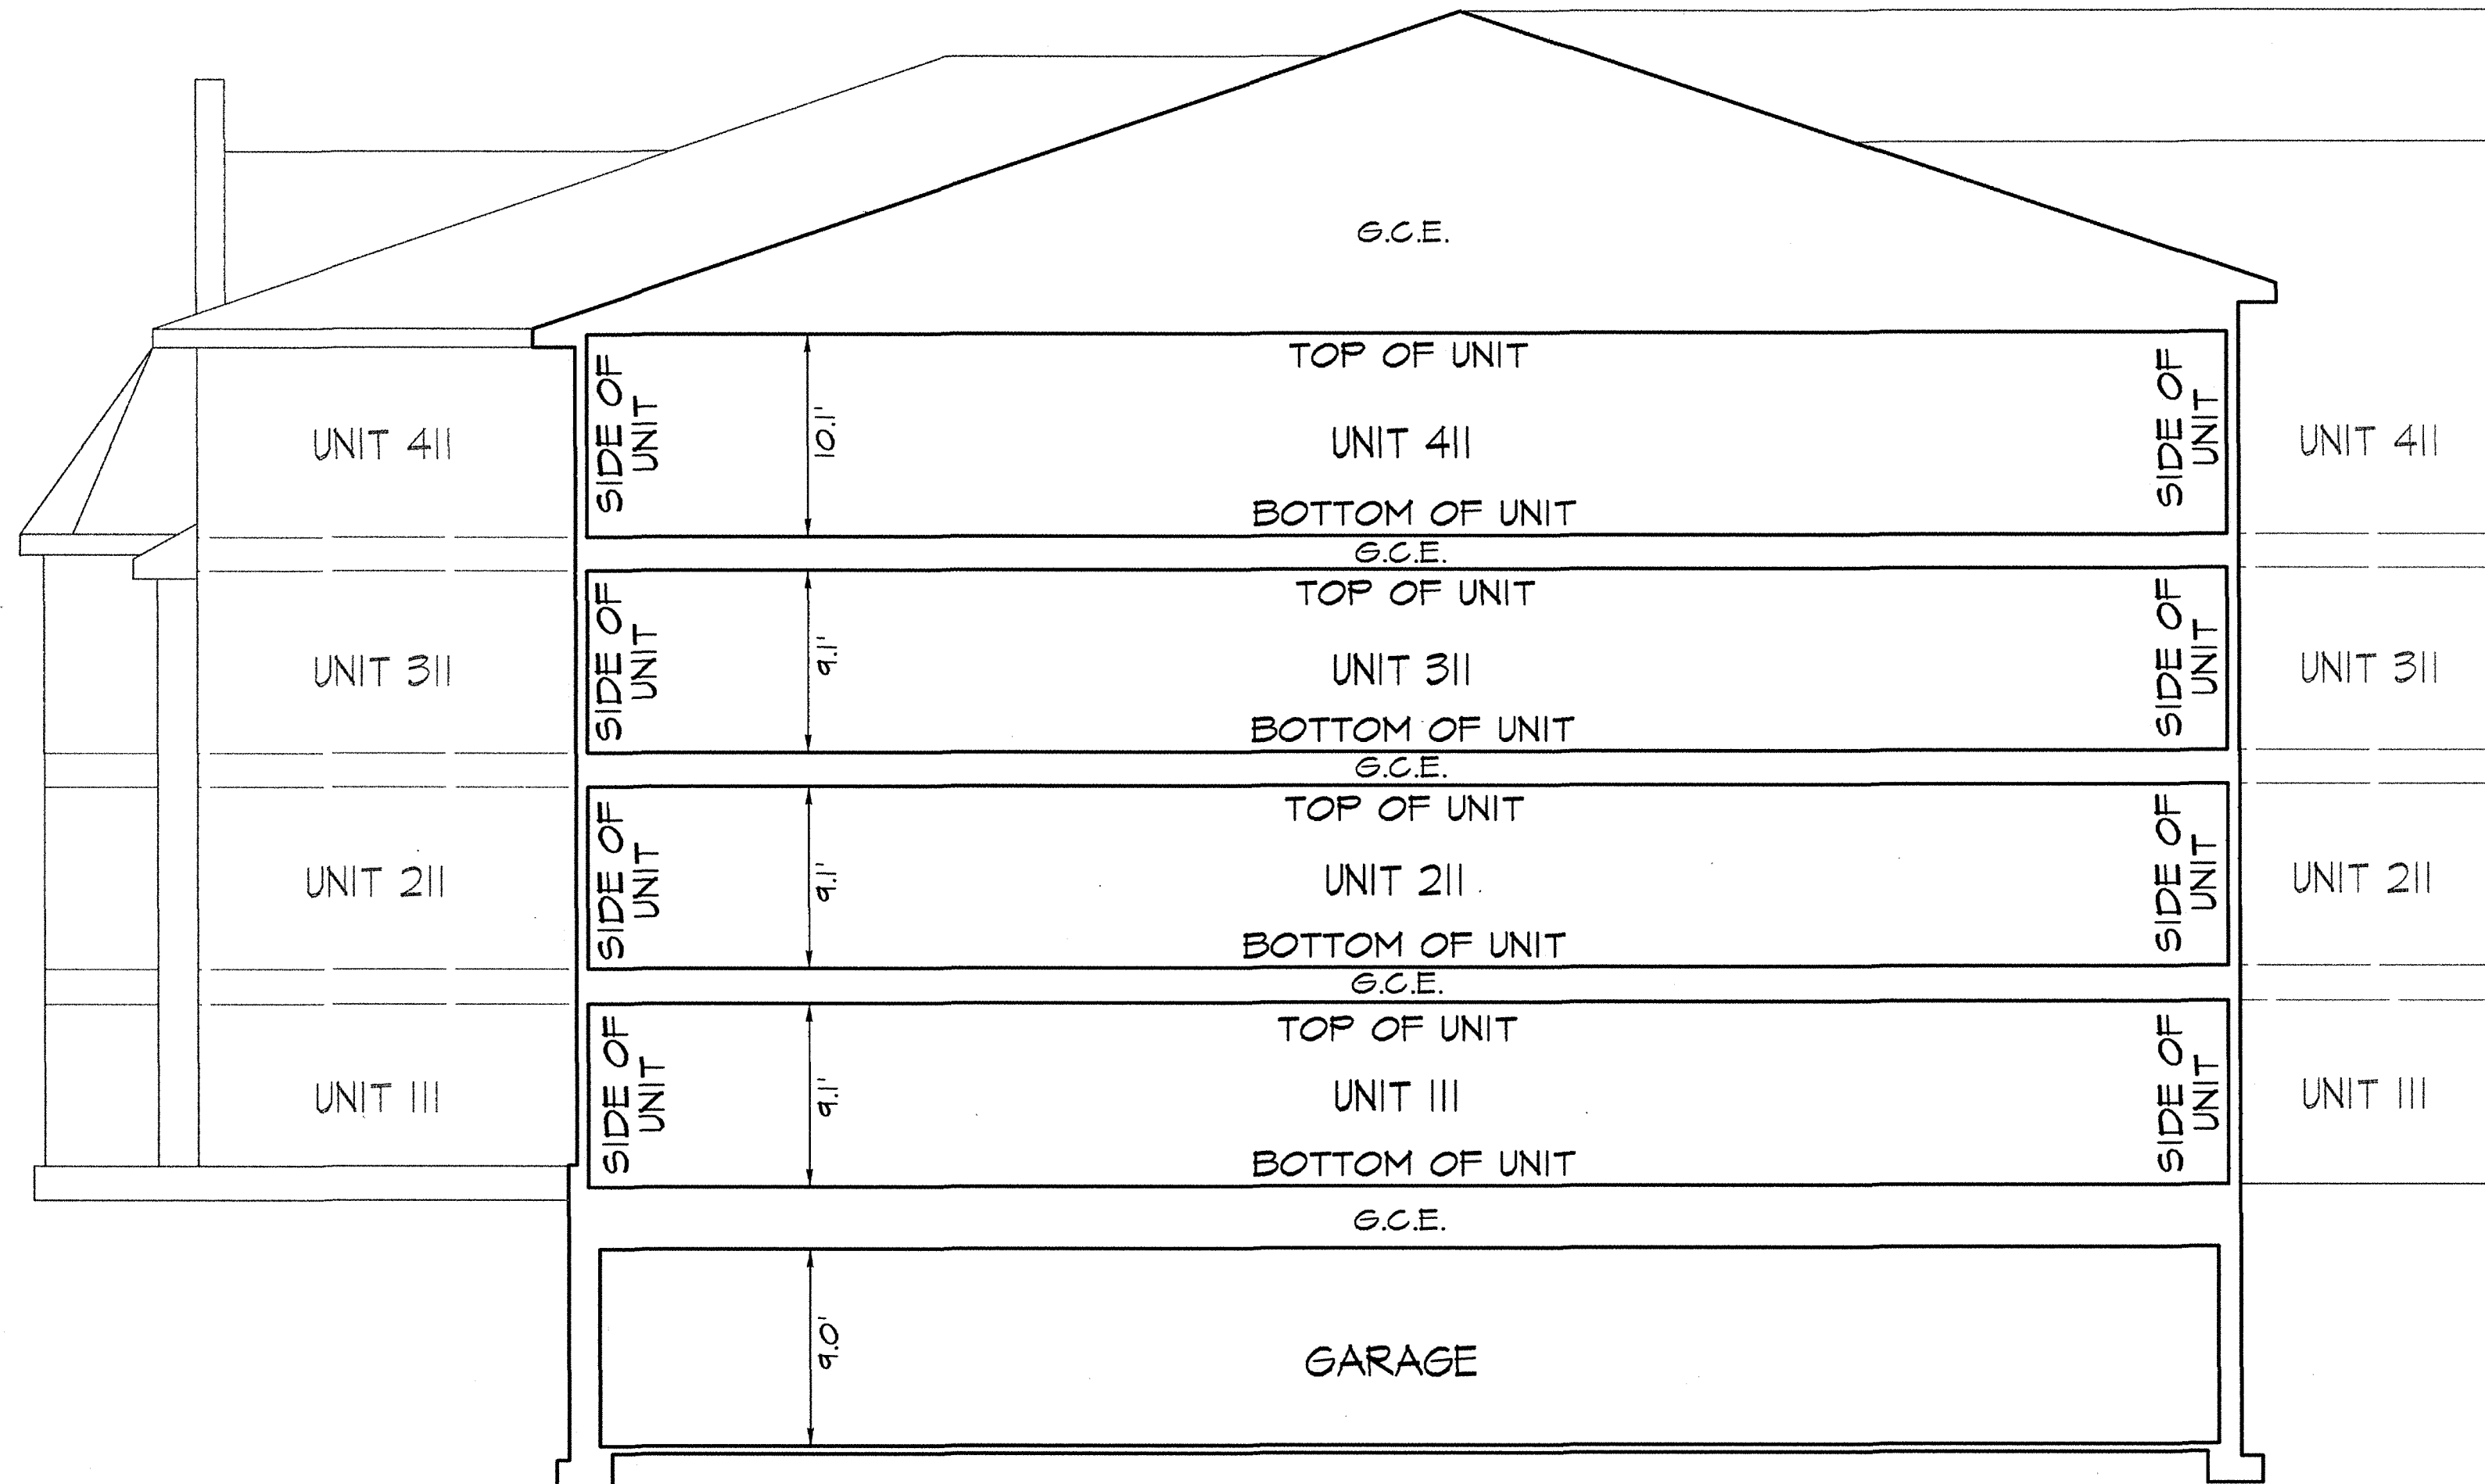 G.C.E.
TOP OF UNIT
SIDE OF
UNIT
10.1'
UNIT 411
UNIT 411
SIDE OF
UNIT
UNIT 411
BOTTOM OF UNIT
G.C.E.
TOP OF UNIT
SIDE OF
UNIT
9.1'
UNIT 311
UNIT 311
SIDE OF
UNIT
UNIT 311
BOTTOM OF UNIT
G.C.E.
TOP OF UNIT
SIDE OF
UNIT
9.1'
UNIT 211
UNIT 211
SIDE OF
UNIT
UNIT 211
BOTTOM OF UNIT
G.C.E.
TOP OF UNIT
SIDE OF
UNIT
9.1'
UNIT 111
UNIT 111
SIDE OF
UNIT
UNIT 111
BOTTOM OF UNIT
G.C.E.
9.0'
GARAGE